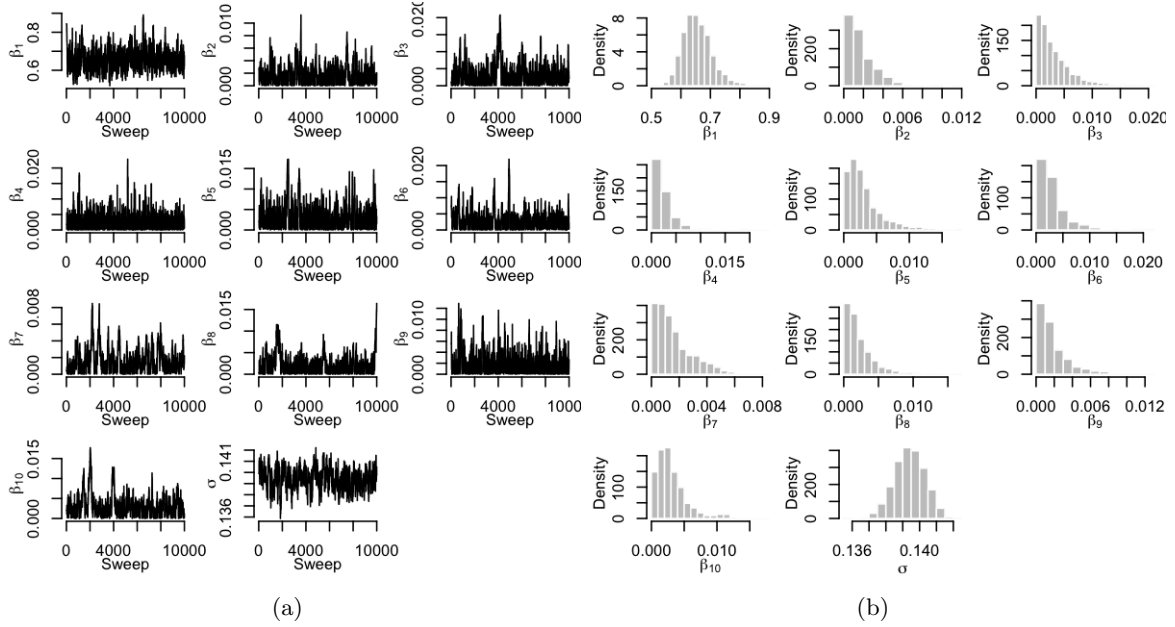 β1
0.6 0.8
0 4000 10000
Sweep
β2
0.000 0.010
0 4000 10000
Sweep
β3
0.000 0.020
0 4000 1000
Sweep
β4
0.000 0.020
0 4000 10000
Sweep
β5
0.000 0.015
0 4000 10000
Sweep
β6
0.000 0.020
0 4000 1000
Sweep
β7
0.000 0.008
0 4000 10000
Sweep
β8
0.000 0.015
0 4000 10000
Sweep
β9
0.000 0.010
0 4000 1000
Sweep
β10
0.000 0.015
0 4000 10000
Sweep
σ
0.136 0.141
0 4000 10000
Sweep
(a)
Density
0 4 8
0.5 0.7 0.9
β1
Density
0 300
0.000 0.006 0.012
β2
Density
0 150
0.000 0.010 0.020
β3
Density
0 150
0.000 0.015
β4
Density
0 100
0.000 0.010
β5
Density
0 150
0.000 0.010 0.020
β6
Density
0 200
0.000 0.004 0.008
β7
Density
0 150
0.000 0.010
β8
Density
0 200
0.000 0.006 0.012
β9
Density
0 100
0.000 0.010
β10
Density
0 200
0.136 0.140
σ
(b)